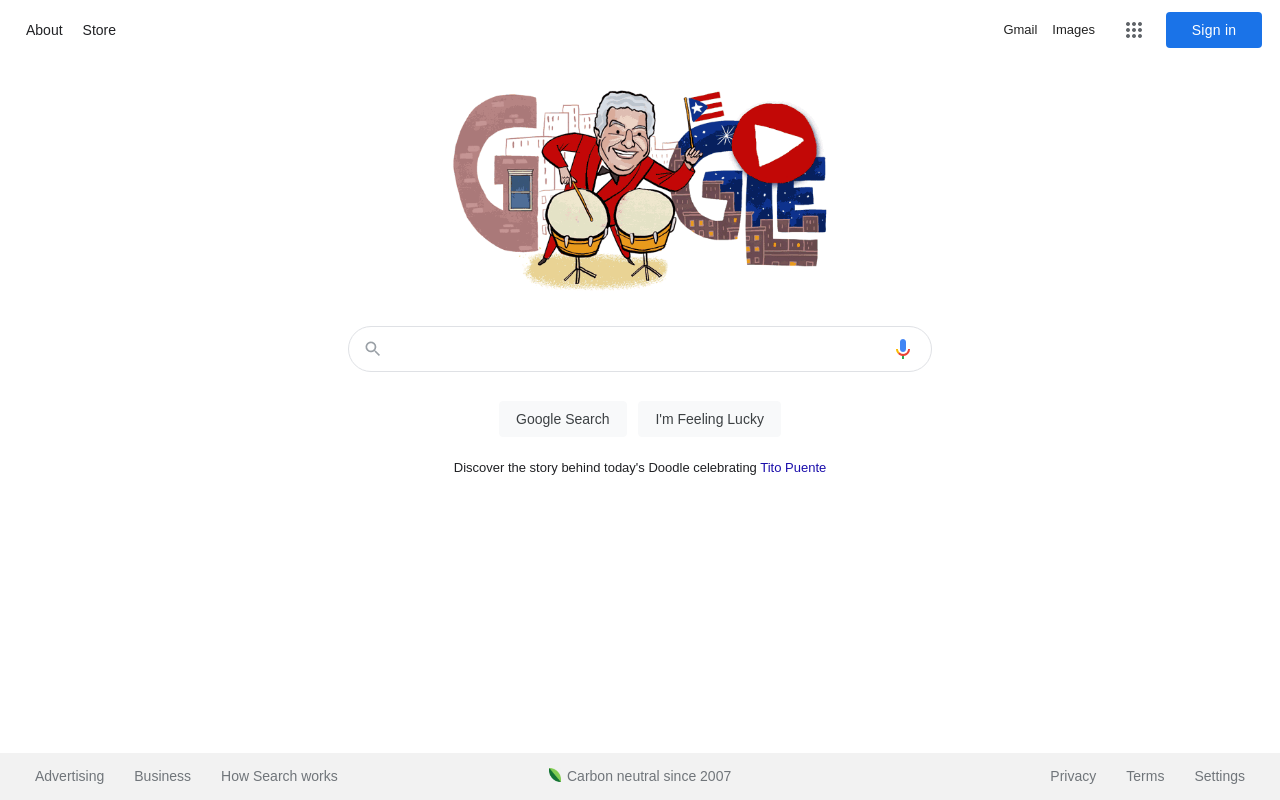 About Store Gmail Images Sign in
GOOGLE
Google Search I'm Feeling Lucky
Discover the story behind today's Doodle celebrating Tito Puente
Advertising Business How Search works Carbon neutral since 2007 Privacy Terms Settings